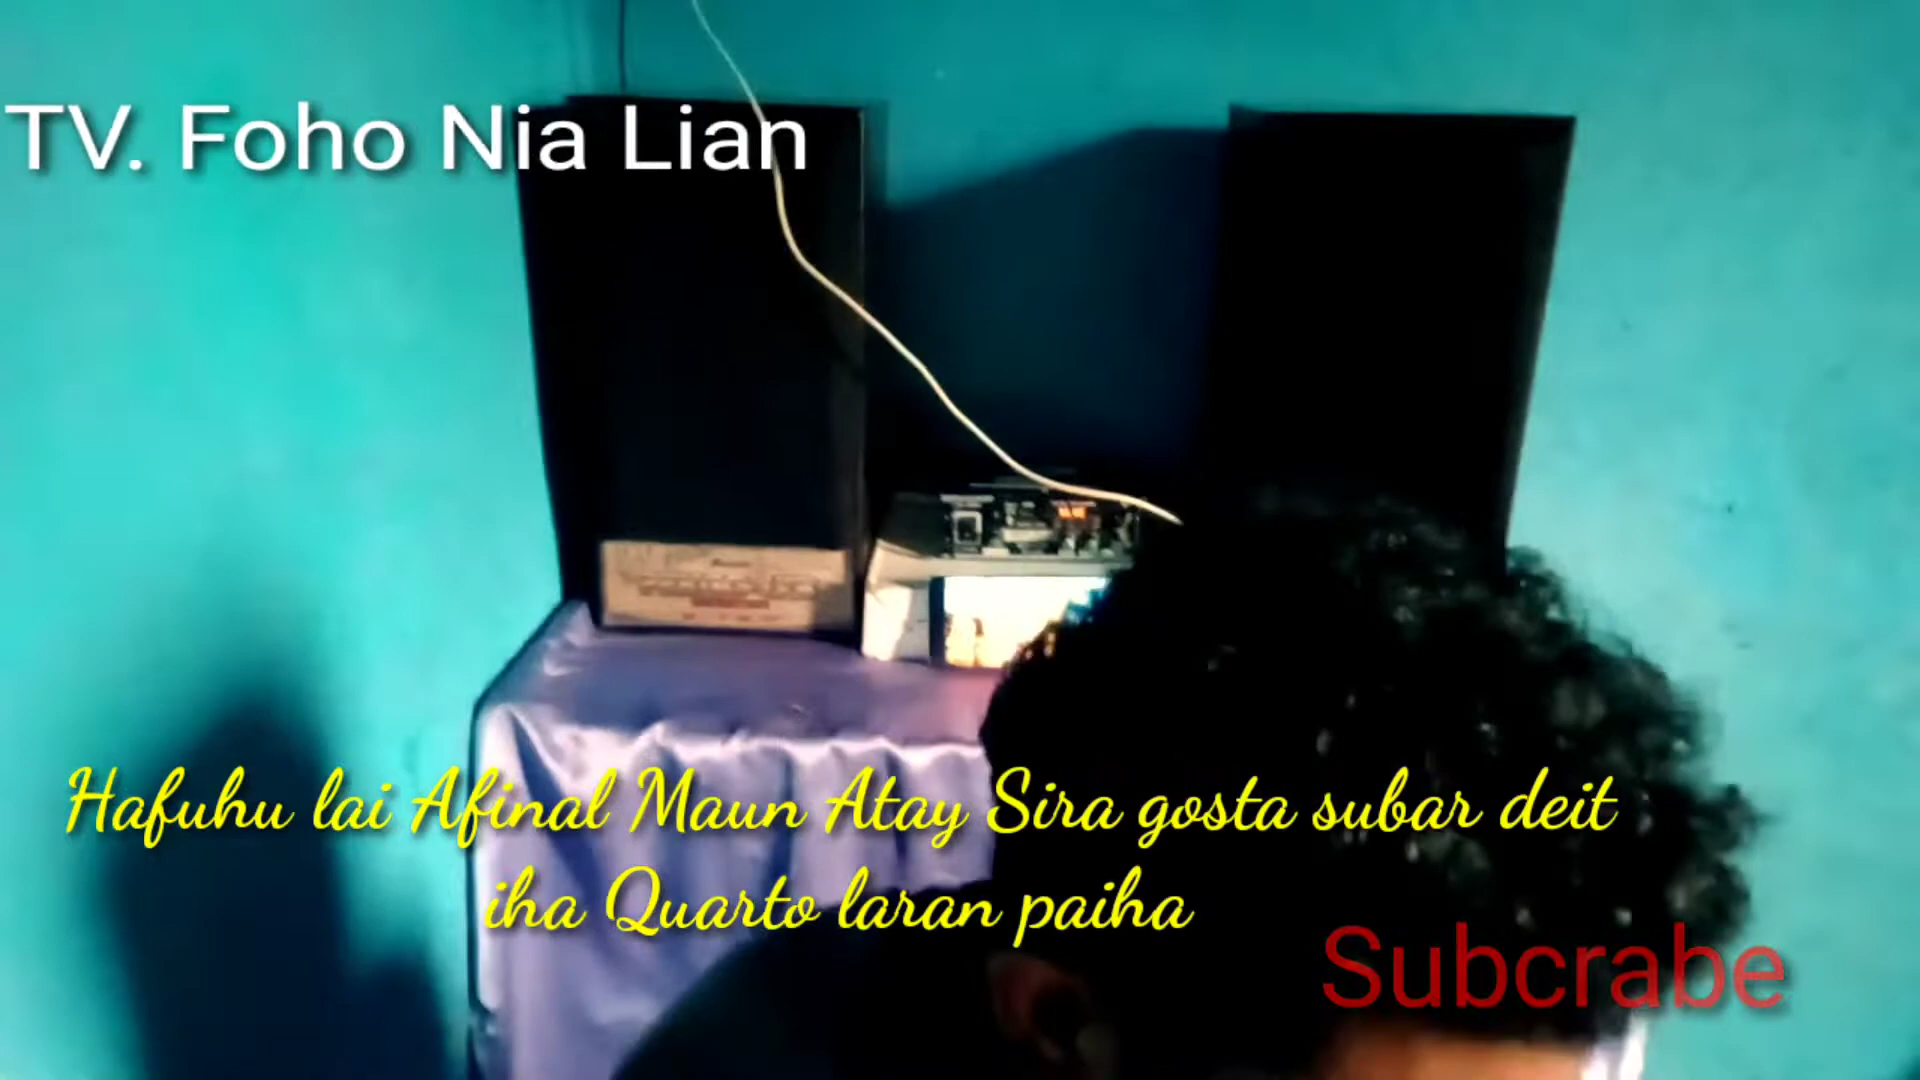 TV. Foho Nia Lian
Hafuhu lai Afinal Maun Atay Sira gosta subar deit
iha Quarto laran paiha
Subcrabe